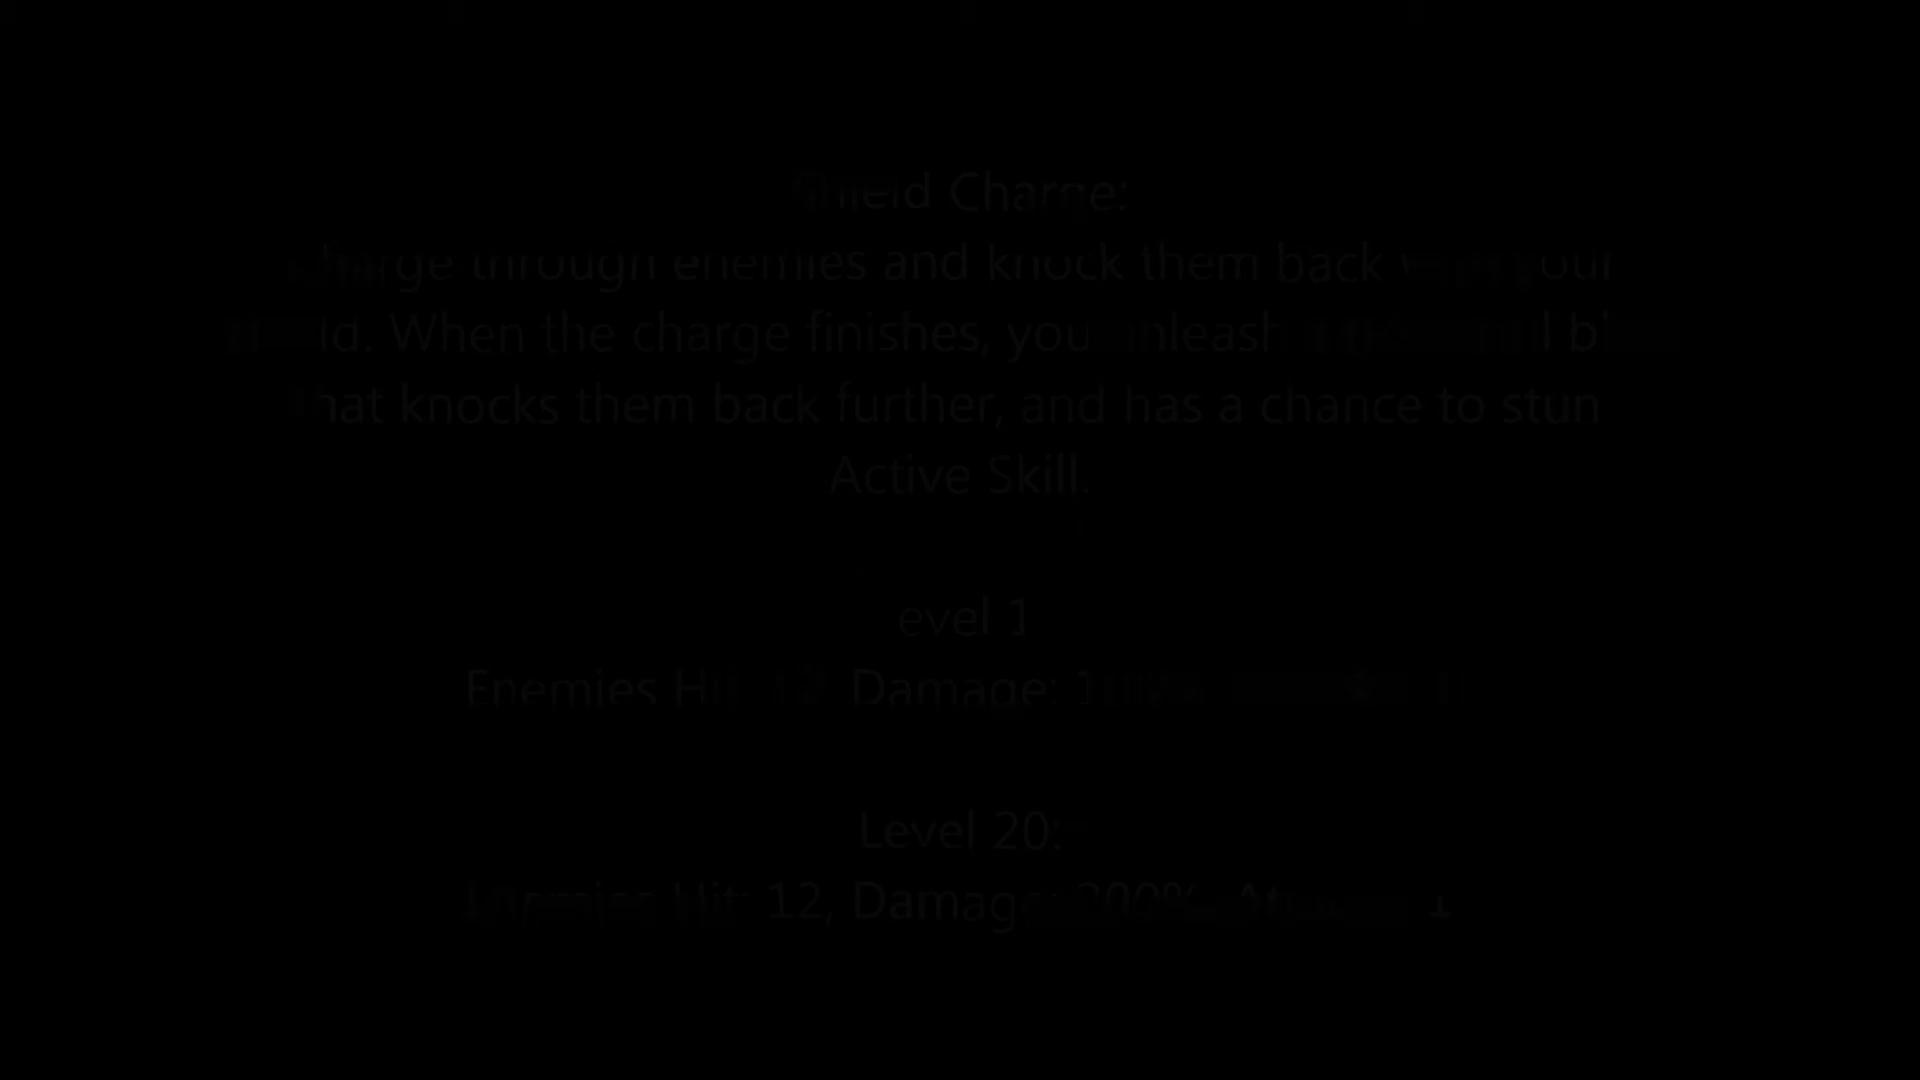 Shield Charge:
Charge through enemies and knock them back your
shield. When the charge finishes, you unleash
that knocks them back further, and has a chance to stun
Active Skill.
Level 1
Enemies Hit: Damage:
Level 20:
Enemies Hit: 12, Damage: 200%,